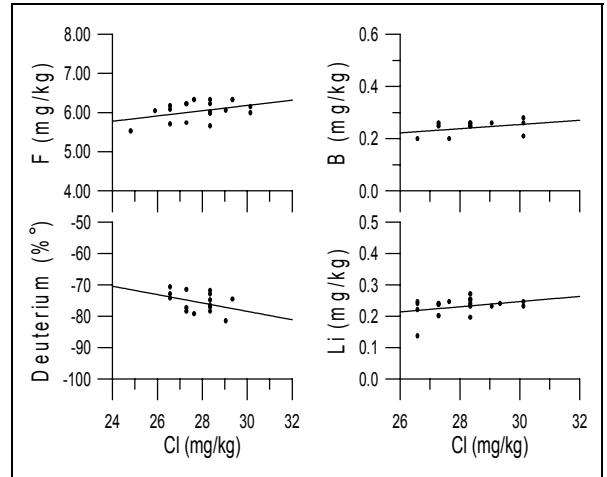 F (mg/kg)
8.00
7.00
6.00
5.00
4.00
B (mg/kg)
0.6
0.4
0.2
0.0
Deuterium (%°)
-50
-60
-70
-80
-90
-100
24 26 28 30 32
Cl (mg/kg)
Li (mg/kg)
0.5
0.4
0.3
0.2
0.1
0.0
26 28 30 32
Cl (mg/kg)